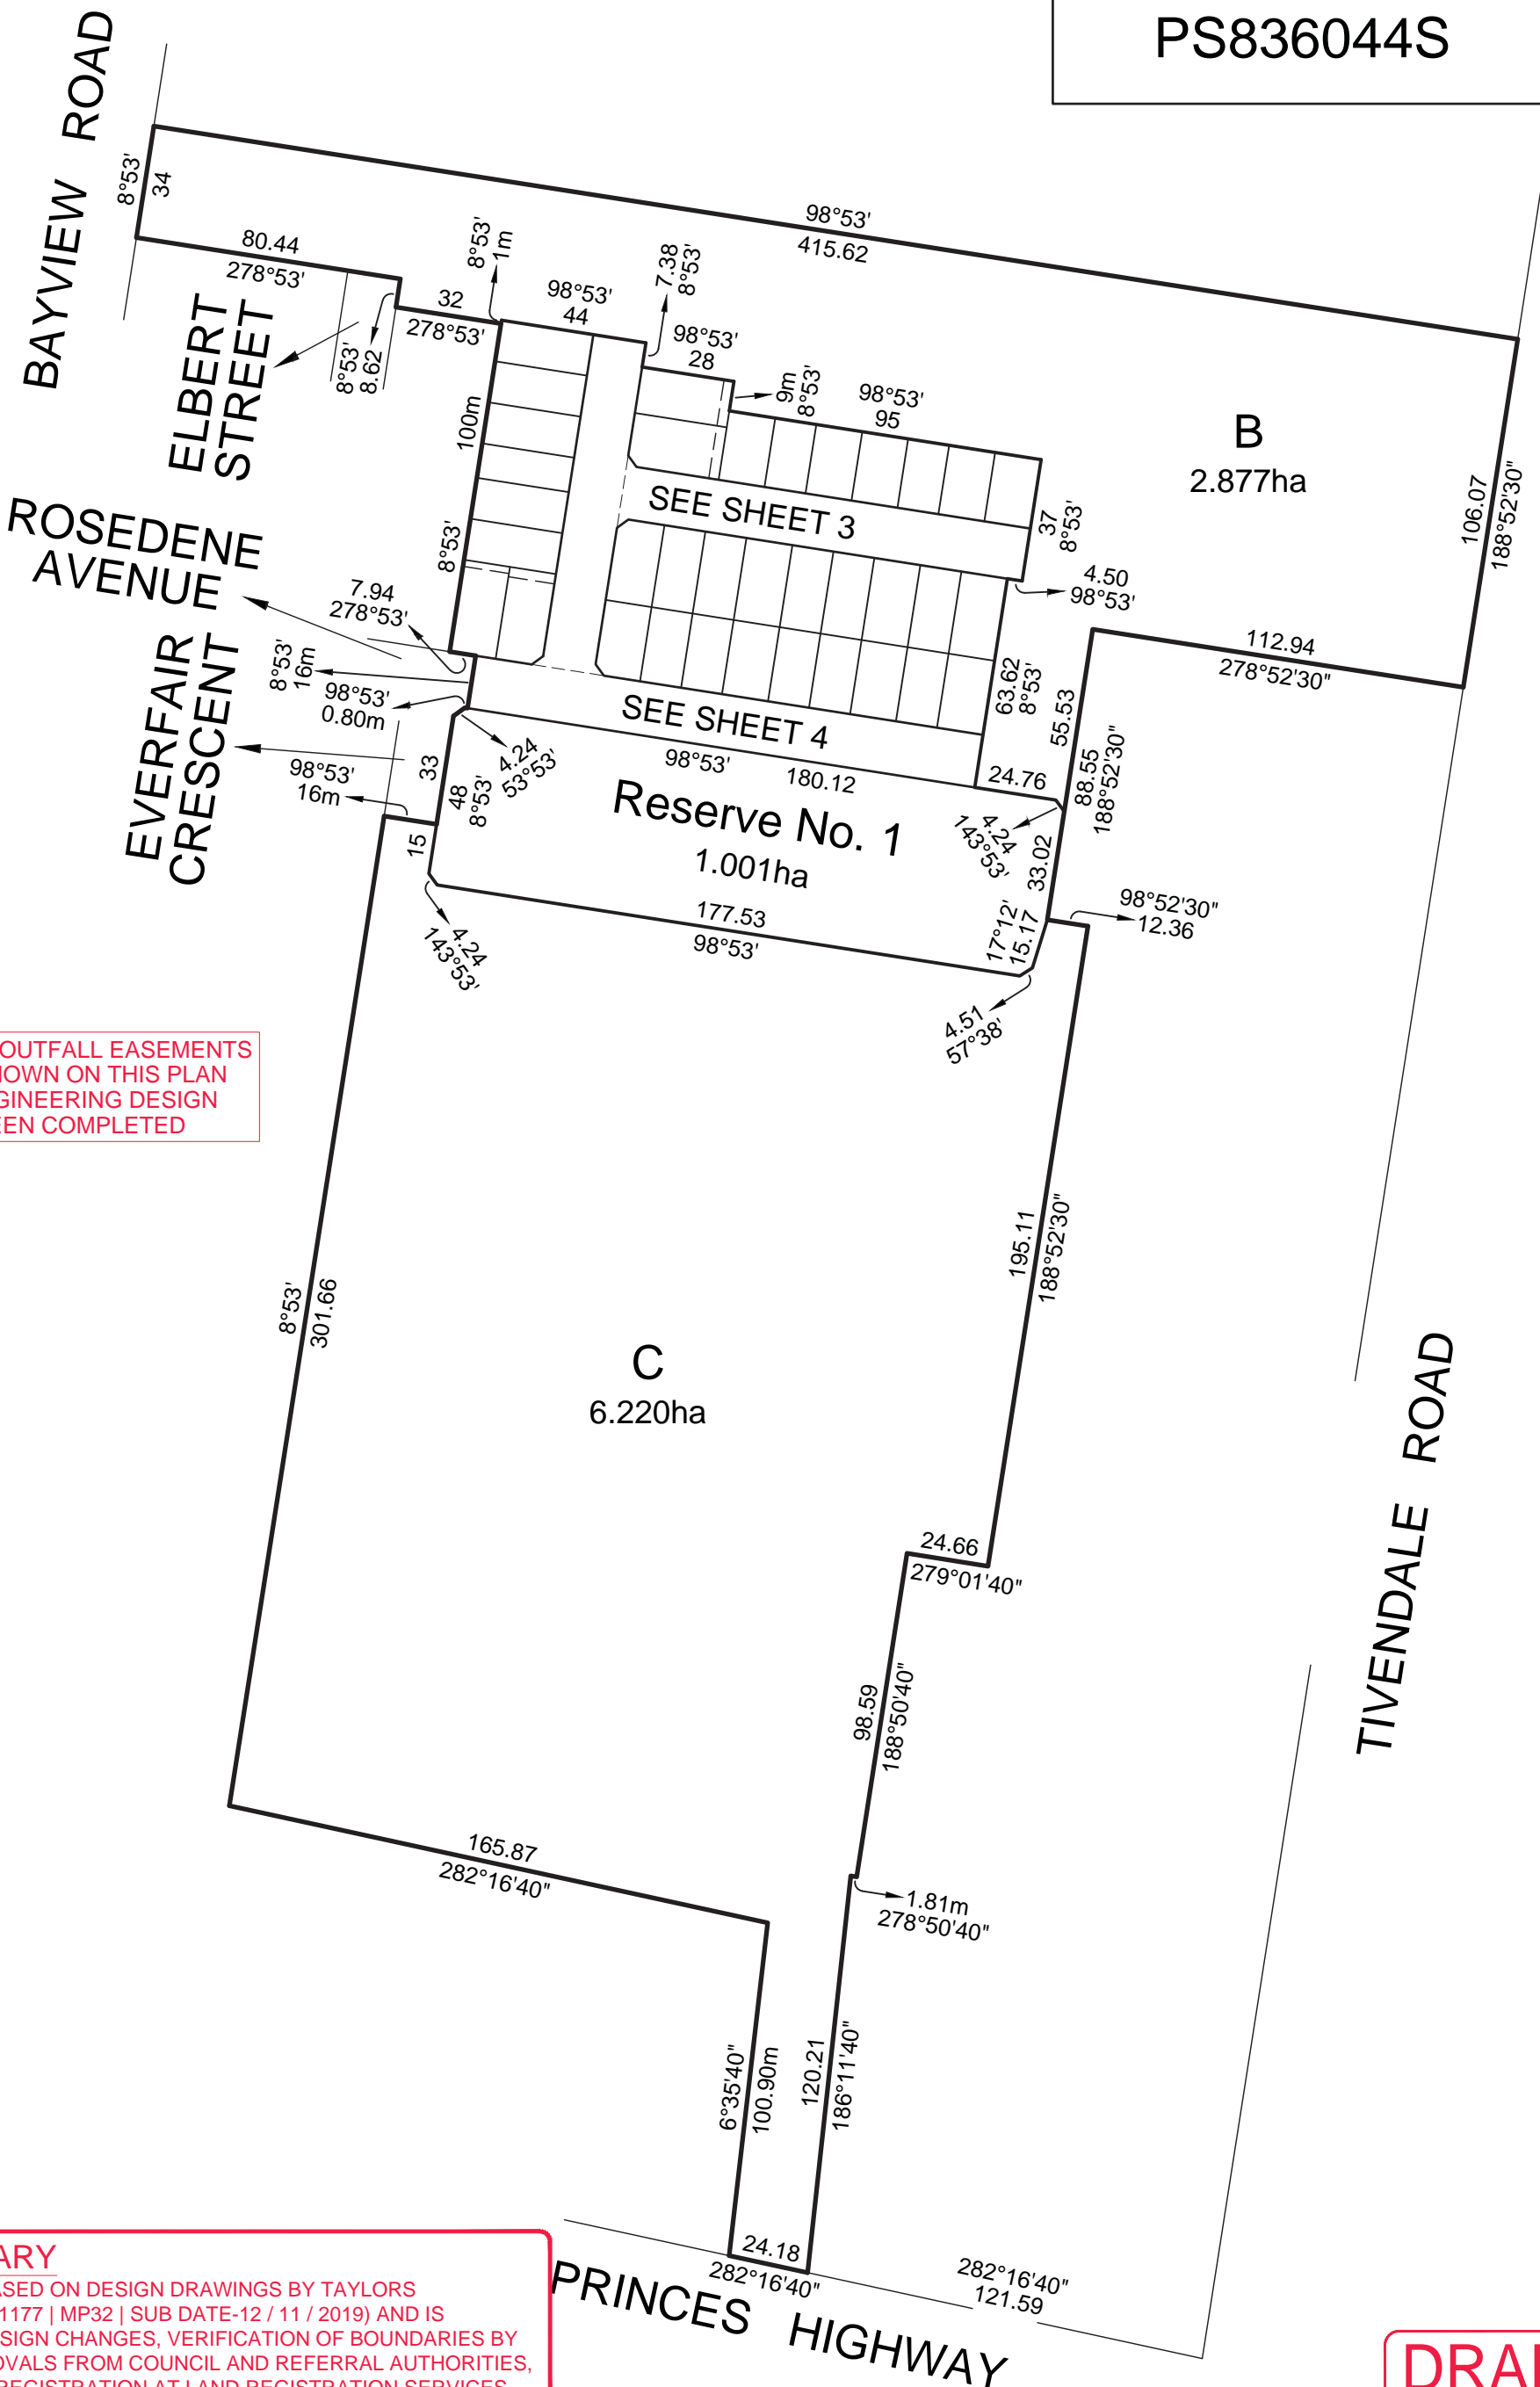 PS836044S
BAYVIEW ROAD
8°53'
34
98°53'
415.62
80.44
278°53'
8°53'
1m
32
278°53'
98°53'
44
7.38
8°53'
98°53'
28
9m
8°53'
98°53'
95
ELBERT
STREET
8°53'
8.62
100m
8°53'
B
2.877ha
106.07
188°52'30"
SEE SHEET 3
37
8°53'
4.50
98°53'
ROSEDENE
AVENUE
7.94
278°53'
8°53'
16m
98°53'
0.80m
112.94
278°52'30"
63.62
8°53'
55.53
88.55
188°52'30"
EVERFAIR
CRESCENT
SEE SHEET 4
98°53'
180.12
24.76
4.24
53°53'
33
48
8°53'
98°53'
16m
15
Reserve No. 1
1.001ha
4.24
143°53'
33.02
17°12'
15.17
98°52'30"
12.36
177.53
98°53'
4.24
143°53'
4.51
57°38'
OUTFALL EASEMENTS
HOWN ON THIS PLAN
GINEERING DESIGN
EEN COMPLETED
8°53'
301.66
195.11
188°52'30"
C
6.220ha
TIVENDALE ROAD
24.66
279°01'40"
98.59
188°50'40"
165.87
282°16'40"
1.81m
278°50'40"
6°35'40"
100.90m
120.21
186°11'40"
24.18
282°16'40"
282°16'40"
121.59
PRINCES HIGHWAY
ARY
ASED ON DESIGN DRAWINGS BY TAYLORS
1177 | MP32 | SUB DATE-12 / 11 / 2019) AND IS
SIGN CHANGES, VERIFICATION OF BOUNDARIES BY
OVALS FROM COUNCIL AND REFERRAL AUTHORITIES,
REGISTRATION AT LAND REGISTRATION SERVICES
DRA